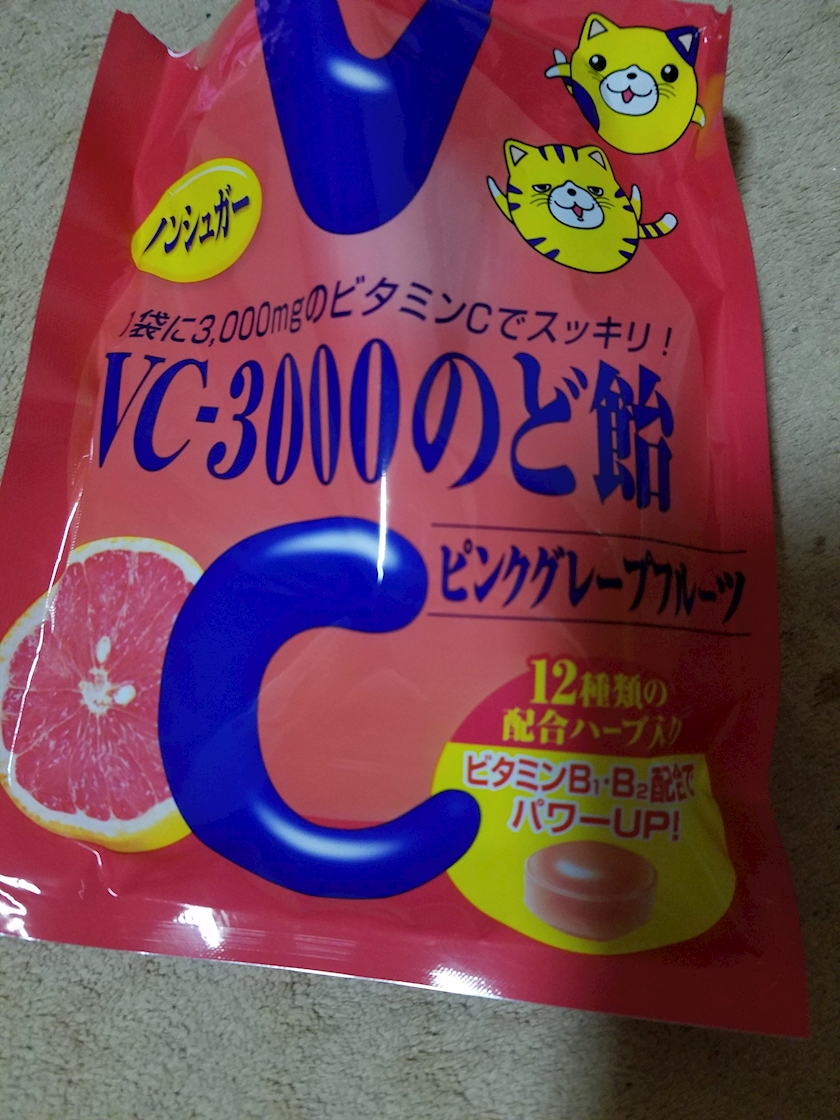 V
ノンシュガー
1袋に3,000mgのビタミンCでスッキリ!
VC-3000のど飴
C
ピンクグレープフルーツ
12種類の
配合ハーブ入り
ビタミンB1・B2配合で
パワーUP!